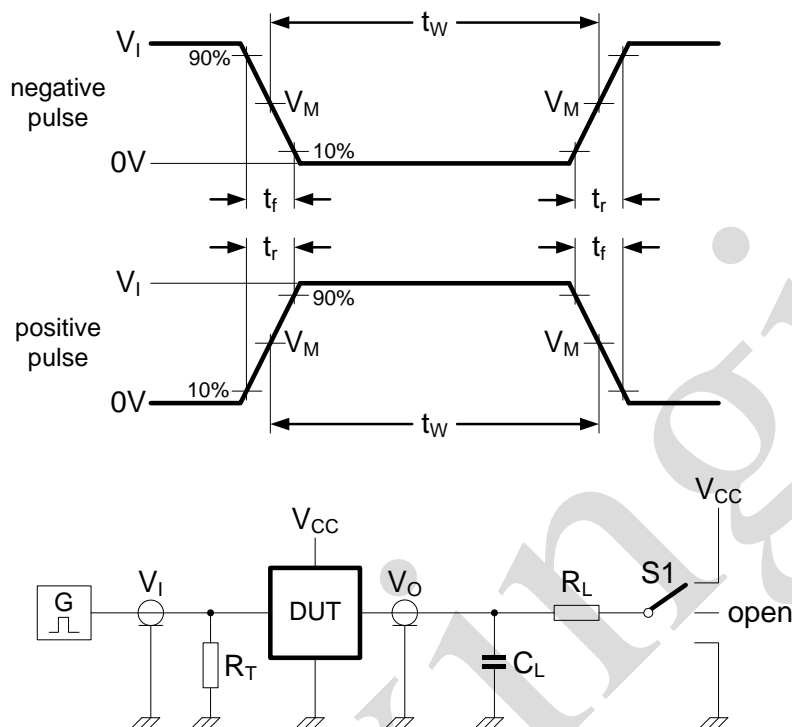 V_I
90%
t_W
negative pulse
V_M
V_M
0V
10%
t_f
t_r
t_r
t_f
V_I
90%
positive pulse
V_M
V_M
10%
0V
t_W
V_CC
V_CC
G
V_I
DUT
V_O
R_L
S1
open
R_T
C_L